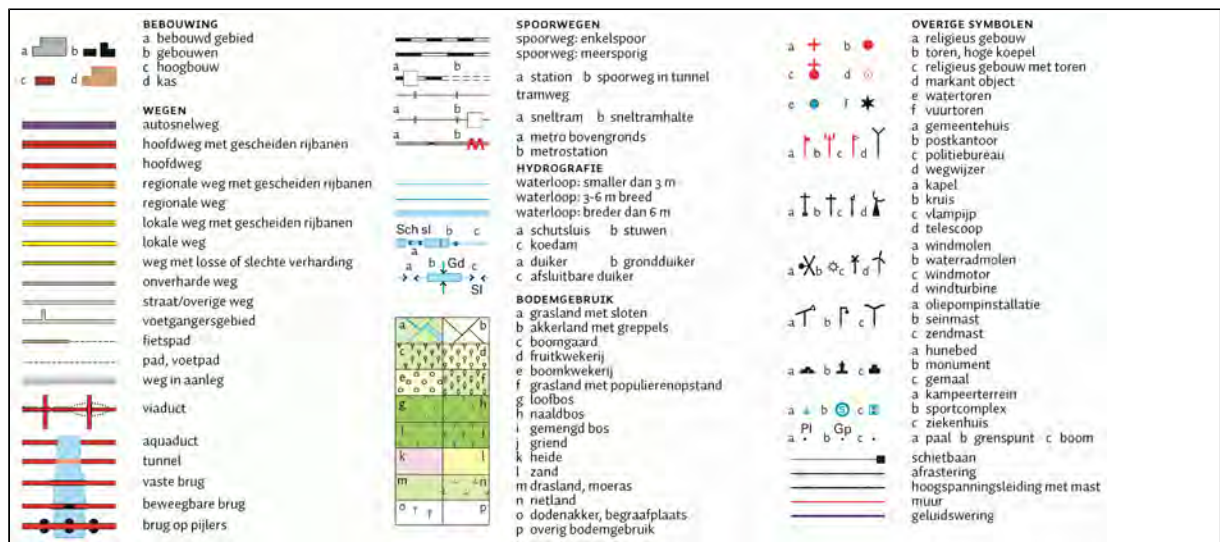 BEBOUWING
a bebouwd gebied
a b b gebouwen
c hoogbouw
c d d kas
WEGEN
autosnelweg
hoofdweg met gescheiden rijbanen
hoofdweg
regionale weg met gescheiden rijbanen
regionale weg
lokale weg met gescheiden rijbanen
lokale weg
weg met losse of slechte verharding
onverharde weg
straat/overige weg
voetgangersgebied
fietspad
pad, voetpad
weg in aanleg
viaduct
aquaduct
tunnel
vaste brug
beweegbare brug
brug op pijlers
SPOORWEGEN
spoorweg: enkelspoor
spoorweg: meersporig
a b
a station b spoorweg in tunnel
tramweg
a b
a sneltram b sneltramhalte
a b
a metro bovengronds
b metrostation
HYDROGRAFIE
waterloop: smaller dan 3 m
waterloop: 3-6 m breed
waterloop: breder dan 6 m
Sch sl b c
a schutsluis b stuwen
a
c koedam
a b Gd c
a duiker b grondduiker
c afsluitbare duiker
Sl
BODEMGEBRUIK
a b a grasland met sloten
b akkerland met greppels
c d c boomgaard
d fruitkwekerij
e f e boomkwekerij
f grasland met populierenopstand
g h g loofbos
h naaldbos
i j i gemengd bos
j griend
k l k heide
l zand
m n m drasland, moeras
n rietland
o p o dodenakker, begraafplaats
p overig bodemgebruik
OVERIGE SYMBOLEN
a religieus gebouw
a b b toren, hoge koepel
c religieus gebouw met toren
c d d markant object
e watertoren
e f f vuurtoren
a gemeentehuis
b postkantoor
a b c d c politiebureau
d wegwijzer
a kapel
b kruis
a b c d c vlampijp
d telescoop
a windmolen
b waterradmolen
a b c d c windmotor
d windturbine
a oliepompinstallatie
a b c b seinmast
c zendmast
a hunebed
a b c b monument
c gemaal
a kampeerterrein
a b S c b sportcomplex
c ziekenhuis
Pl Gp
a b c a paal b grenspunt c boom
schietbaan
afrastering
hoogspanningsleiding met mast
muur
geluidswering